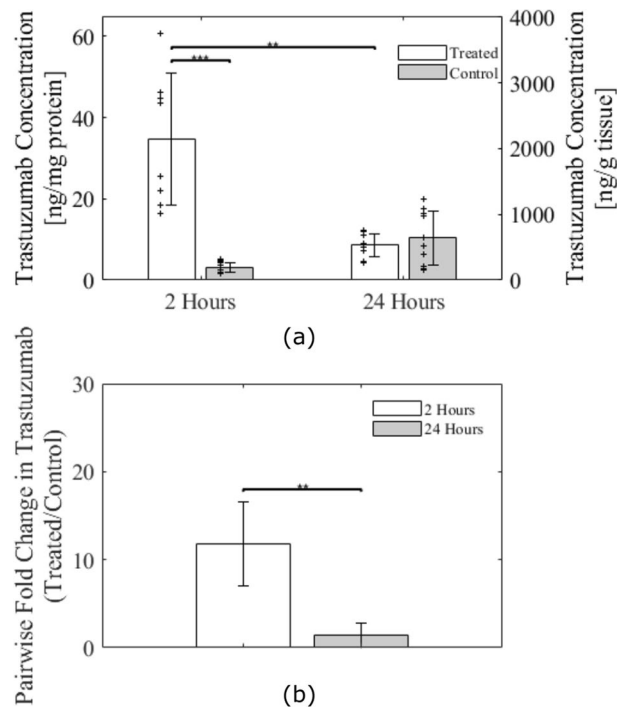 Trastuzumab Concentration
[ng/mg protein]
60
40
20
0
**
***
Treated
Control
4000
3000
2000
1000
0
Trastuzumab Concentration
[ng/g tissue]
2 Hours 24 Hours
(a)
Pairwise Fold Change in Trastuzumab
(Treated/Control)
30
20
10
0
2 Hours
24 Hours
**
(b)